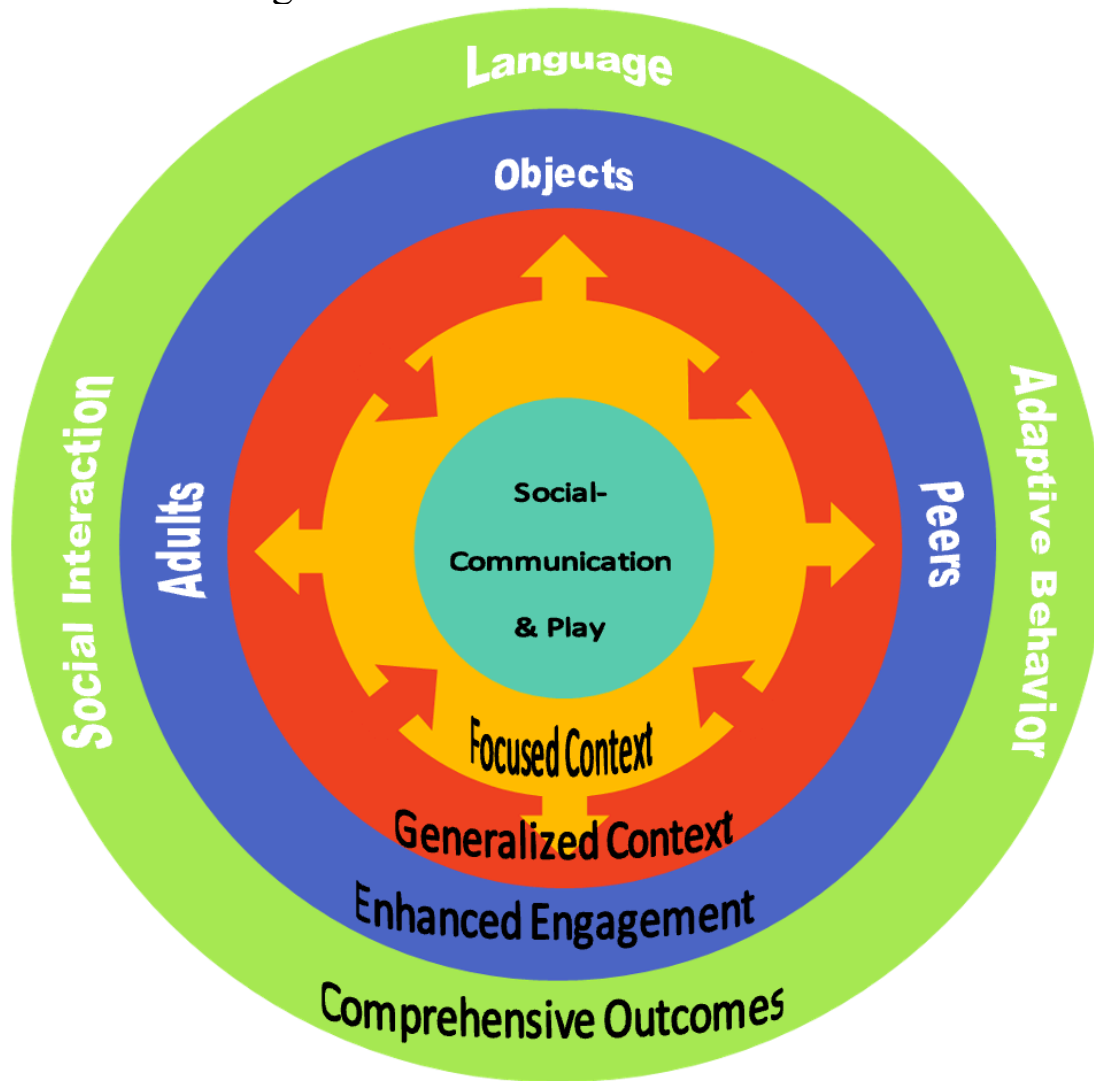 Language
Objects
Social Interaction
Adults
Peers
Adaptive Behavior
Social-
Communication
& Play
Focused Context
Generalized Context
Enhanced Engagement
Comprehensive Outcomes